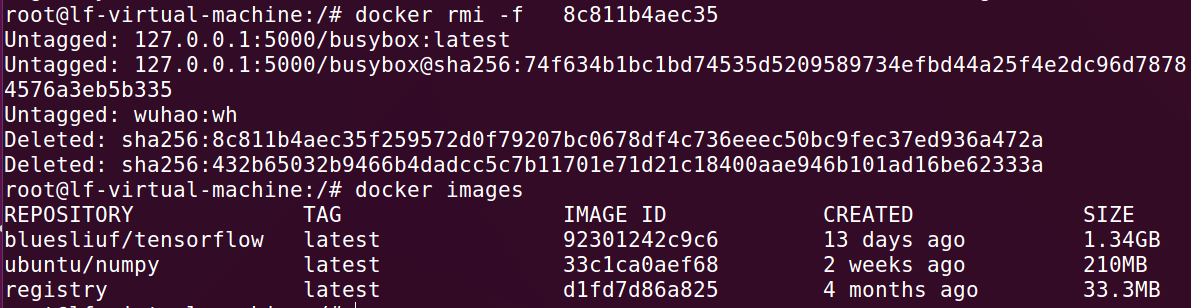 root@lf-virtual-machine:/# docker rmi -f   8c811b4aec35
Untagged: 127.0.0.1:5000/busybox:latest
Untagged: 127.0.0.1:5000/busybox@sha256:74f634b1bc1bd74535d5209589734efbd44a25f4e2dc96d7878
4576a3eb5b335
Untagged: wuhao:wh
Deleted: sha256:8c811b4aec35f259572d0f79207bc0678df4c736eeec50bc9fec37ed936a472a
Deleted: sha256:432b65032b9466b4dadcc5c7b11701e71d21c18400aae946b101ad16be62333a
root@lf-virtual-machine:/# docker images
REPOSITORY             TAG                 IMAGE ID            CREATED             SIZE
bluesliuf/tensorflow   latest              92301242c9c6        13 days ago         1.34GB
ubuntu/numpy           latest              33c1ca0aef68        2 weeks ago         210MB
registry               latest              d1fd7d86a825        4 months ago        33.3MB